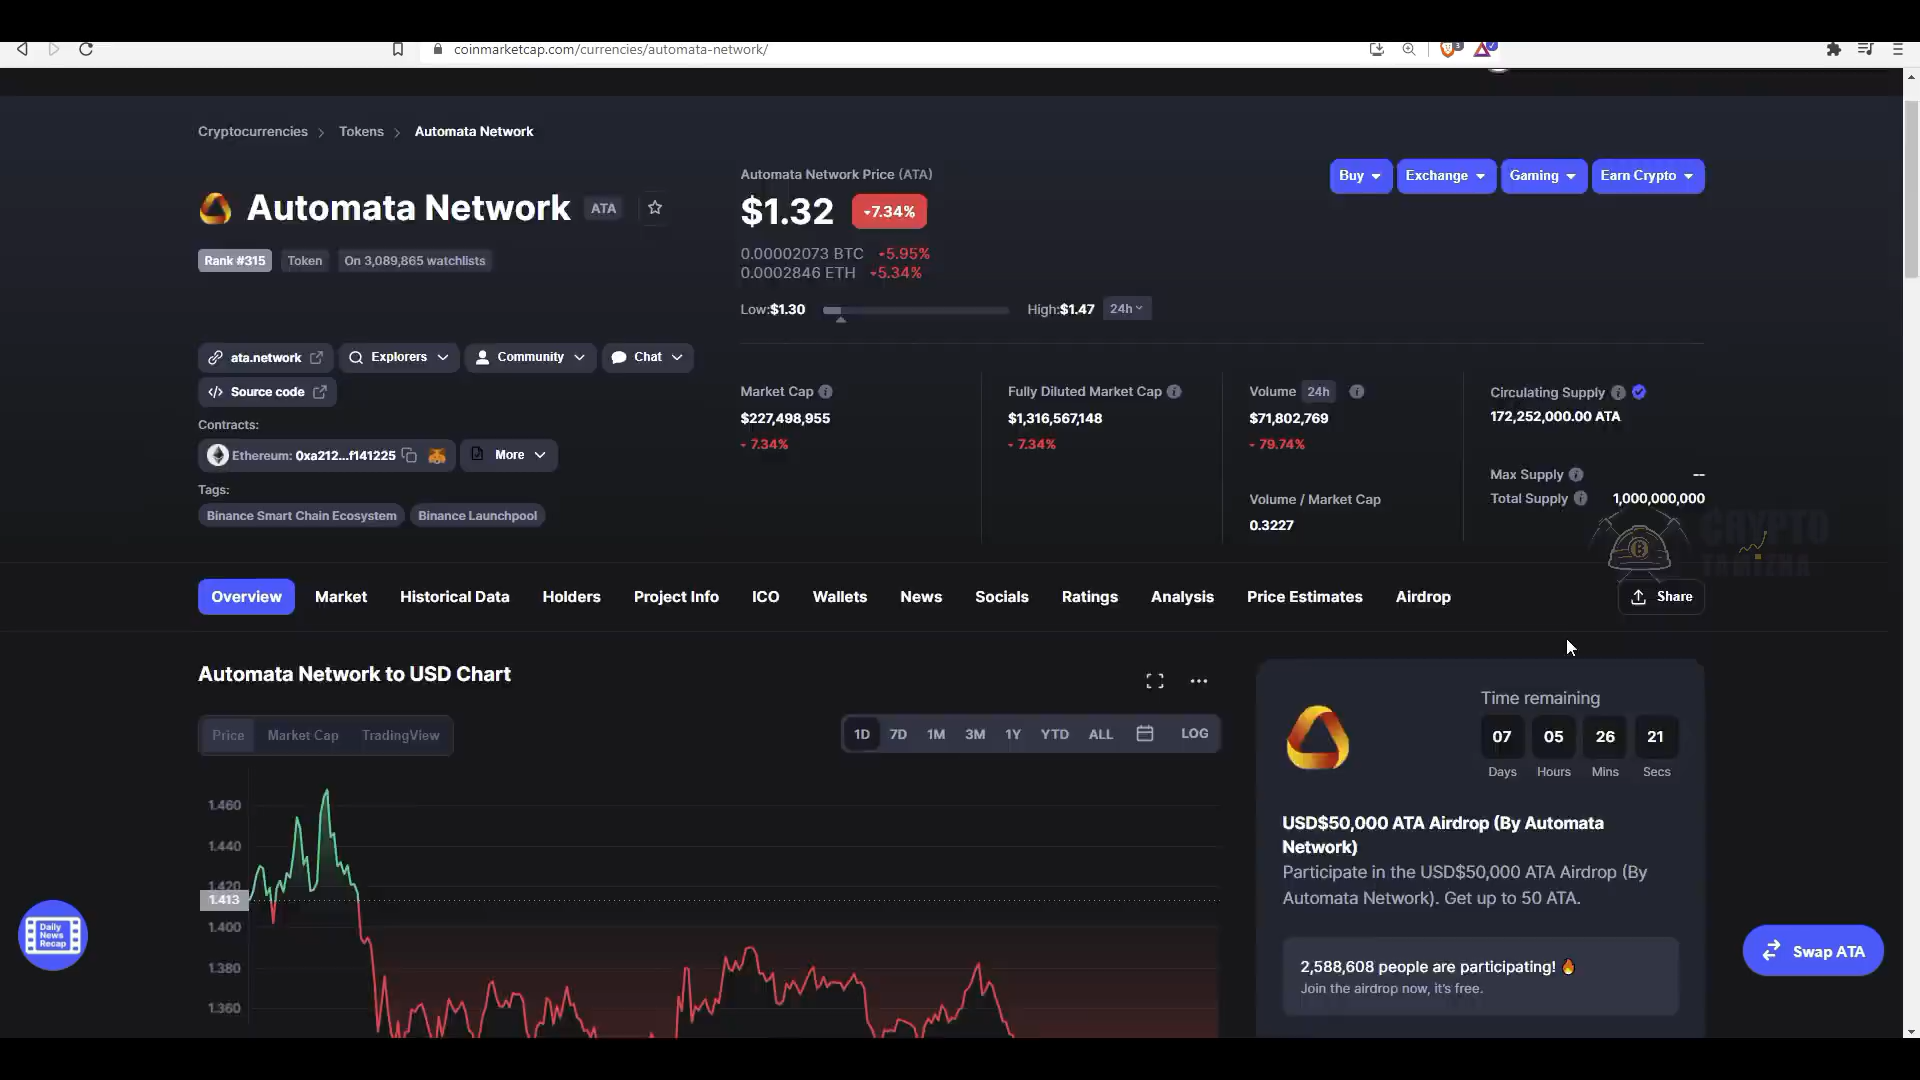 coinmarketcap.com/currencies/automata-network/
3
Cryptocurrencies > Tokens > Automata Network
Automata Network ATA
Rank #315 Token On 3,089,865 watchlists
ata.network Explorers Community Chat
Source code
Contracts:
Ethereum: 0xa212...f141225 More
Tags:
Binance Smart Chain Ecosystem Binance Launchpool
Automata Network Price (ATA)
$1.32 7.34%
0.00002073 BTC 5.95%
0.0002846 ETH 5.34%
Low:$1.30 High:$1.47 24h
Buy Exchange Gaming Earn Crypto
Market Cap
$227,498,955
7.34%
Fully Diluted Market Cap
$1,316,567,148
7.34%
Volume 24h
$71,802,769
79.74%
Volume / Market Cap
0.3227
Circulating Supply
172,252,000.00 ATA
Max Supply --
Total Supply 1,000,000,000
CRYPTO
TAMIZHA
Overview Market Historical Data Holders Project Info ICO Wallets News Socials Ratings Analysis Price Estimates Airdrop Share
Automata Network to USD Chart
Price Market Cap TradingView
1D 7D 1M 3M 1Y YTD ALL LOG
1.460
1.440
1.420
1.413
1.400
1.380
1.360
Time remaining
07 05 26 21
Days Hours Mins Secs
USD$50,000 ATA Airdrop (By Automata
Network)
Participate in the USD$50,000 ATA Airdrop (By
Automata Network). Get up to 50 ATA.
2,588,608 people are participating! 🔥
Join the airdrop now, it's free.
Daily
News
Recap
Swap ATA